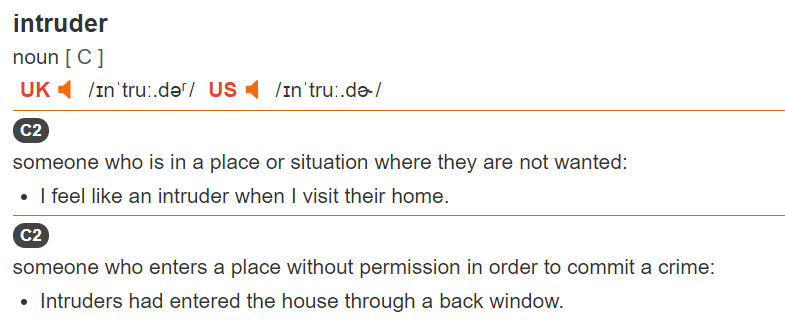 intruder
noun [ C ]
UK /ɪnˈtruː.dəʳ/ US /ɪnˈtruː.dɚ/
C2
someone who is in a place or situation where they are not wanted:
• I feel like an intruder when I visit their home.
C2
someone who enters a place without permission in order to commit a crime:
• Intruders had entered the house through a back window.